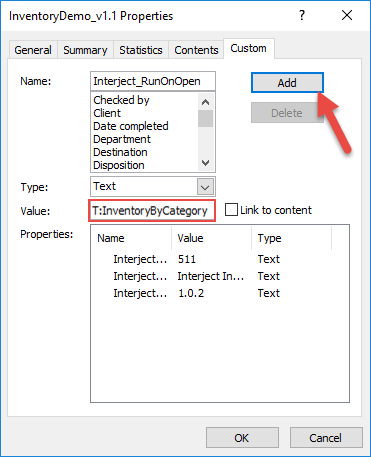 InventoryDemo_v1.1 Properties
General Summary Statistics Contents Custom
Name: Interject_RunOnOpen Add
Checked by
Client
Date completed
Department
Destination
Disposition
Delete
Type: Text
Value: T:InventoryByCategory Link to content
Properties: Name Value Type
Interject... 511 Text
Interject... Interject In... Text
Interject... 1.0.2 Text
OK Cancel